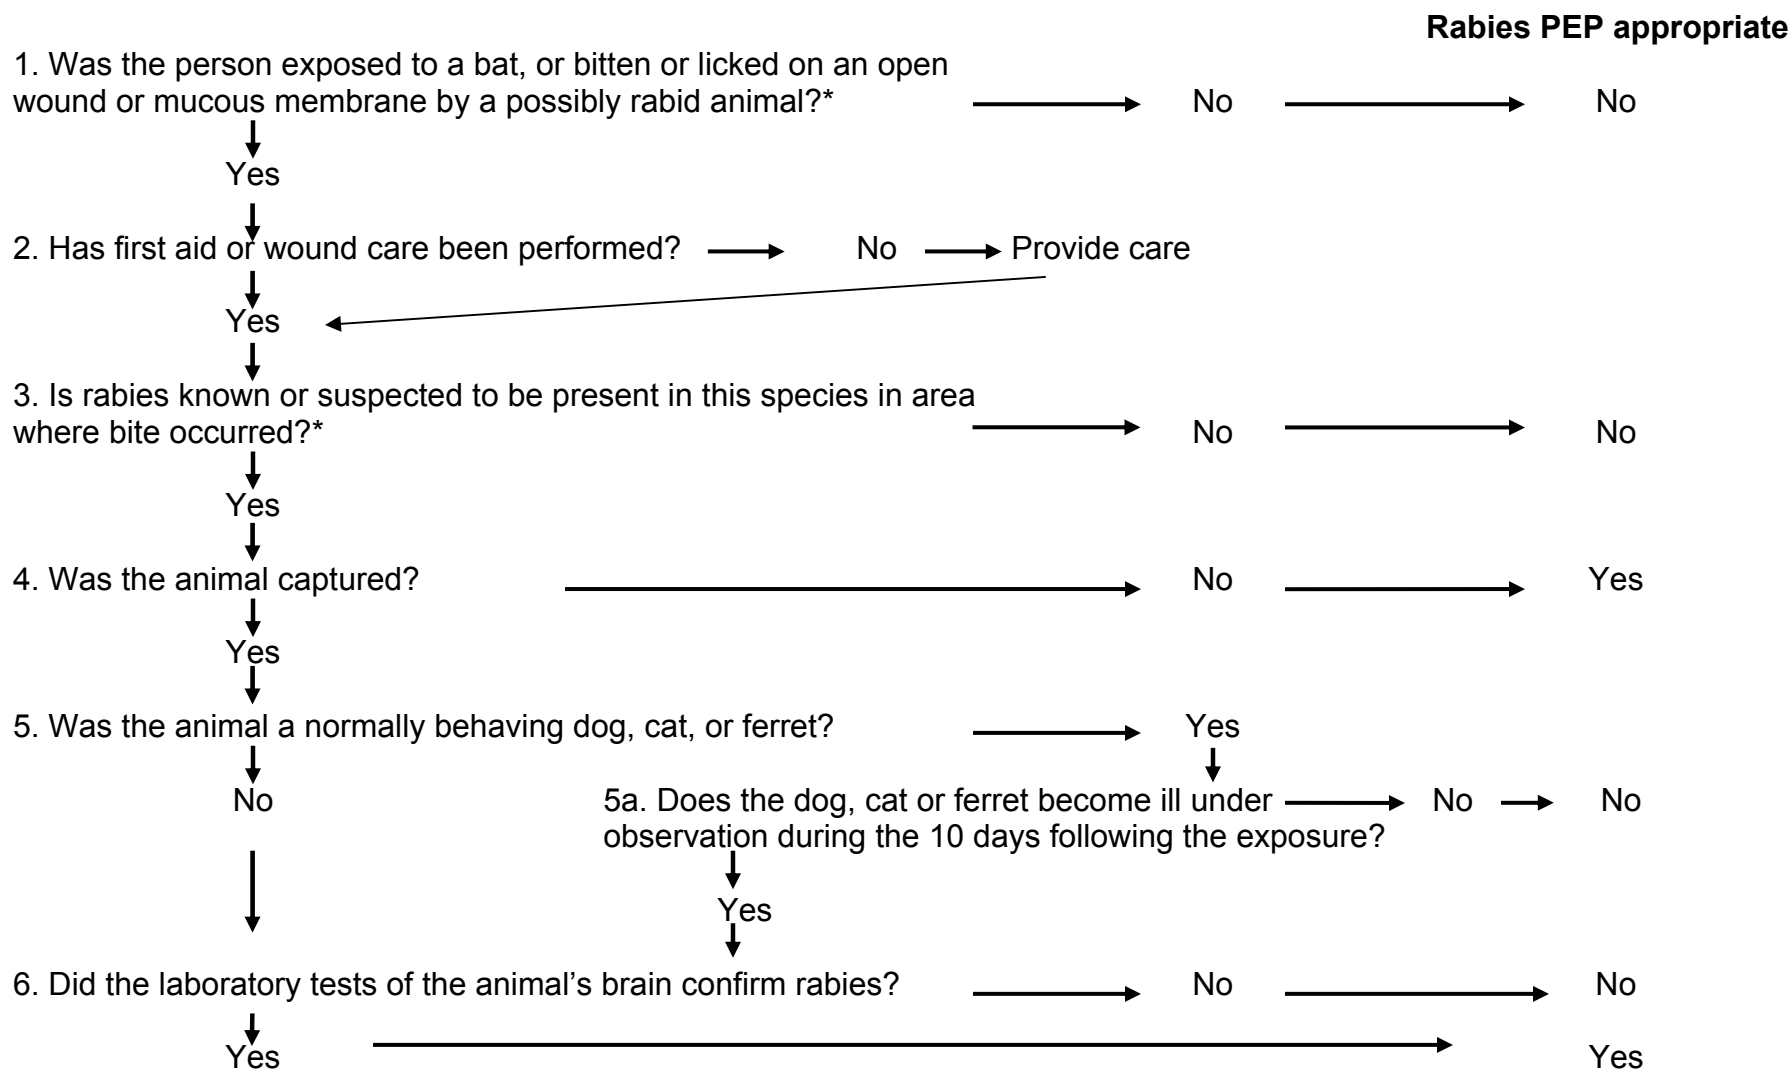 Rabies PEP appropriate
1. Was the person exposed to a bat, or bitten or licked on an open
wound or mucous membrane by a possibly rabid animal?*
No
No
Yes
2. Has first aid or wound care been performed?
No
Provide care
Yes
3. Is rabies known or suspected to be present in this species in area
where bite occurred?*
No
No
Yes
4. Was the animal captured?
No
Yes
Yes
5. Was the animal a normally behaving dog, cat, or ferret?
Yes
No
5a. Does the dog, cat or ferret become ill under
observation during the 10 days following the exposure?
No
No
Yes
6. Did the laboratory tests of the animal’s brain confirm rabies?
No
No
Yes
Yes